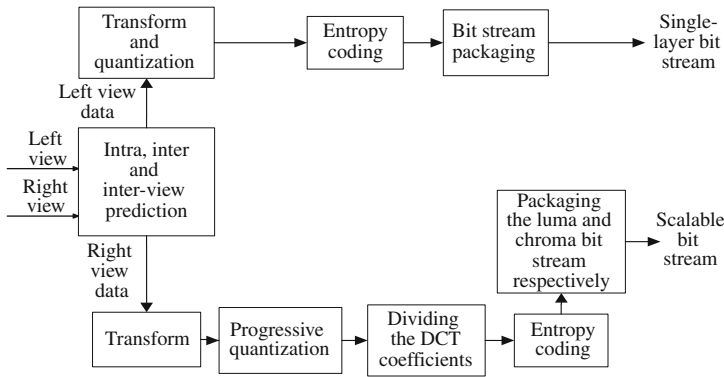 Transform
and
quantization
Entropy
coding
Bit stream
packaging
Single-
layer bit
stream
Left view
data
Left
view
Right
view
Intra, inter
and
inter-view
prediction
Right
view
data
Packaging
the luma and
chroma bit
stream
respectively
Scalable
bit
stream
Transform
Progressive
quantization
Dividing
the DCT
coefficients
Entropy
coding